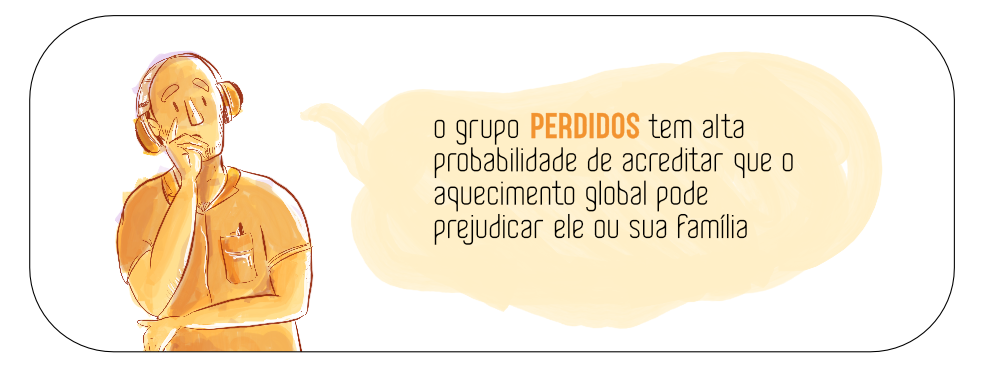 o grupo PERDIDOS tem alta
probabilidade de acreditar que o
aquecimento global pode
prejudicar ele ou sua família